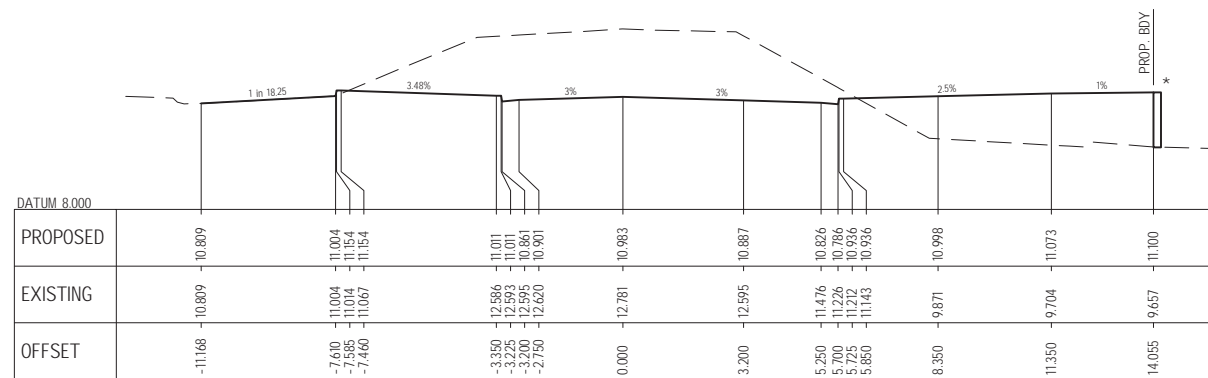 PROP. BDY
*
1 in 18.25
3.48%
3%
3%
2.5%
1%
DATUM 8.000
PROPOSED 10.809 11.004 11.154 11.154 11.011 11.011 10.861 10.901 10.983 10.887 10.826 10.786 10.936 10.936 10.998 11.073 11.100
EXISTING 10.809 11.004 11.014 11.067 12.586 12.593 12.595 12.620 12.781 12.595 11.476 11.226 11.212 11.143 9.871 9.704 9.657
OFFSET -11.168 -7.610 -7.585 -7.460 -3.350 -3.225 -3.200 -2.750 0.000 3.200 5.250 5.700 5.725 5.850 8.350 11.350 14.055